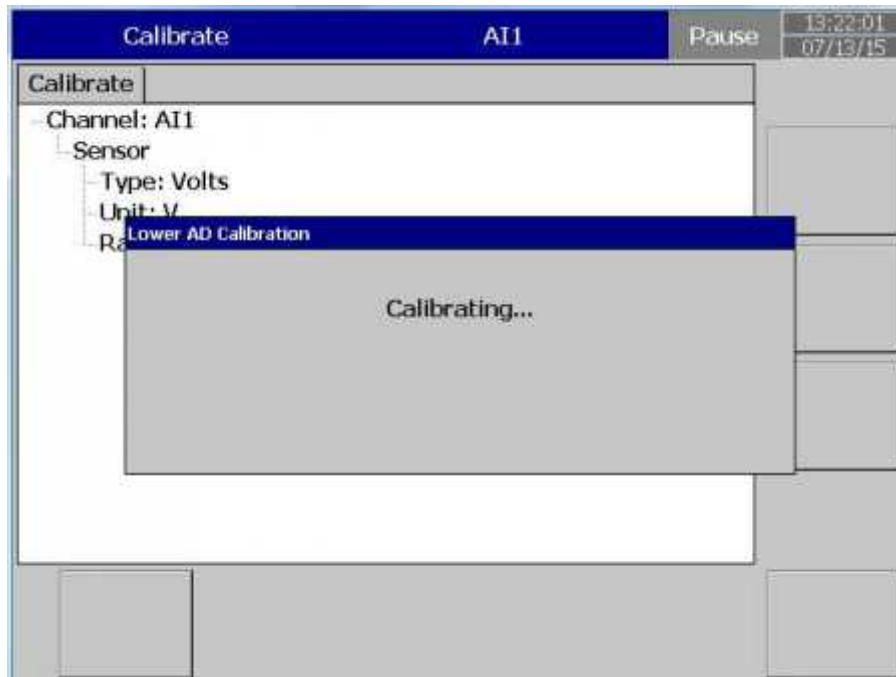 Calibrate AI1 Pause 13:22:01
07/13/15
Calibrate
Channel: AI1
Sensor
Type: Volts
Unit: V
Lower AD Calibration
Calibrating...